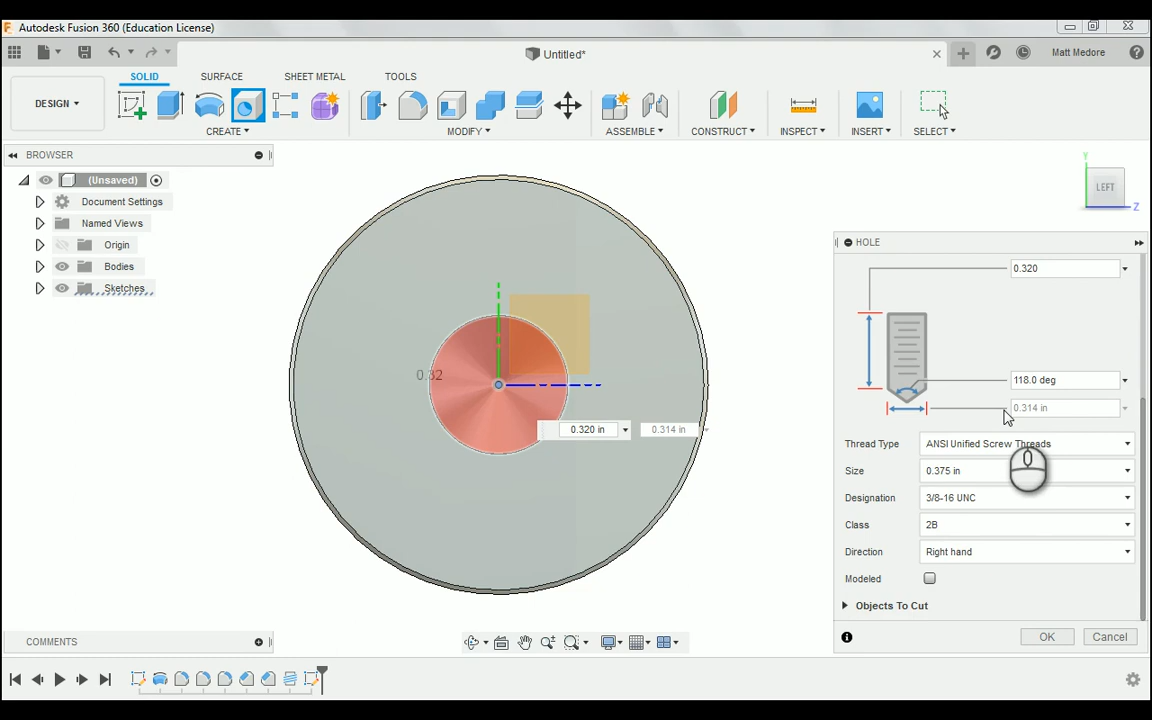 Autodesk Fusion 360 (Education License)
Untitled*
Matt Medore
DESIGN
SOLID
SURFACE
SHEET METAL
TOOLS
CREATE
MODIFY
ASSEMBLE
CONSTRUCT
INSPECT
INSERT
SELECT
BROWSER
(Unsaved)
Document Settings
Named Views
Origin
Bodies
Sketches
Y
LEFT
Z
0.32
0.320 in
0.314 in
HOLE
0.320
118.0 deg
0.314 in
Thread Type ANSI Unified Screw Threads
Size 0.375 in
Designation 3/8-16 UNC
Class 2B
Direction Right hand
Modeled
Objects To Cut
OK Cancel
COMMENTS